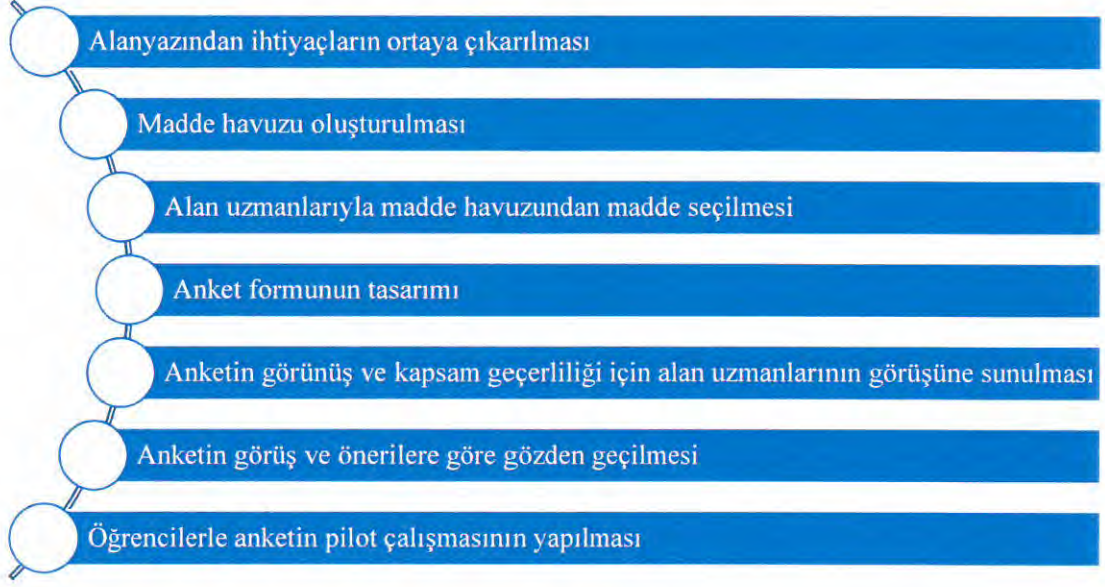 Alanyazından ihtiyaçların ortaya çıkarılması
Madde havuzu oluşturulması
Alan uzmanlarıyla madde havuzundan madde seçilmesi
Anket formunun tasarımı
Anketin görünüş ve kapsam geçerliliği için alan uzmanlarının görüşüne sunulması
Anketin görüş ve önerilere göre gözden geçilmesi
Öğrencilerle anketin pilot çalışmasının yapılması